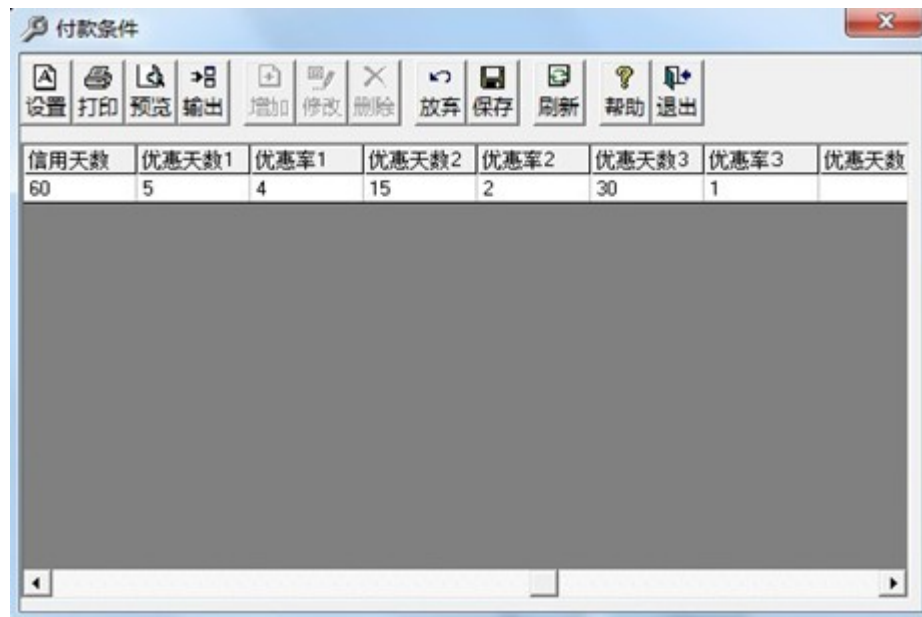 付款条件
设置 打印 预览 输出 增加 修改 删除 放弃 保存 刷新 帮助 退出
信用天数 优惠天数1 优惠率1 优惠天数2 优惠率2 优惠天数3 优惠率3 优惠天数
60 5 4 15 2 30 1